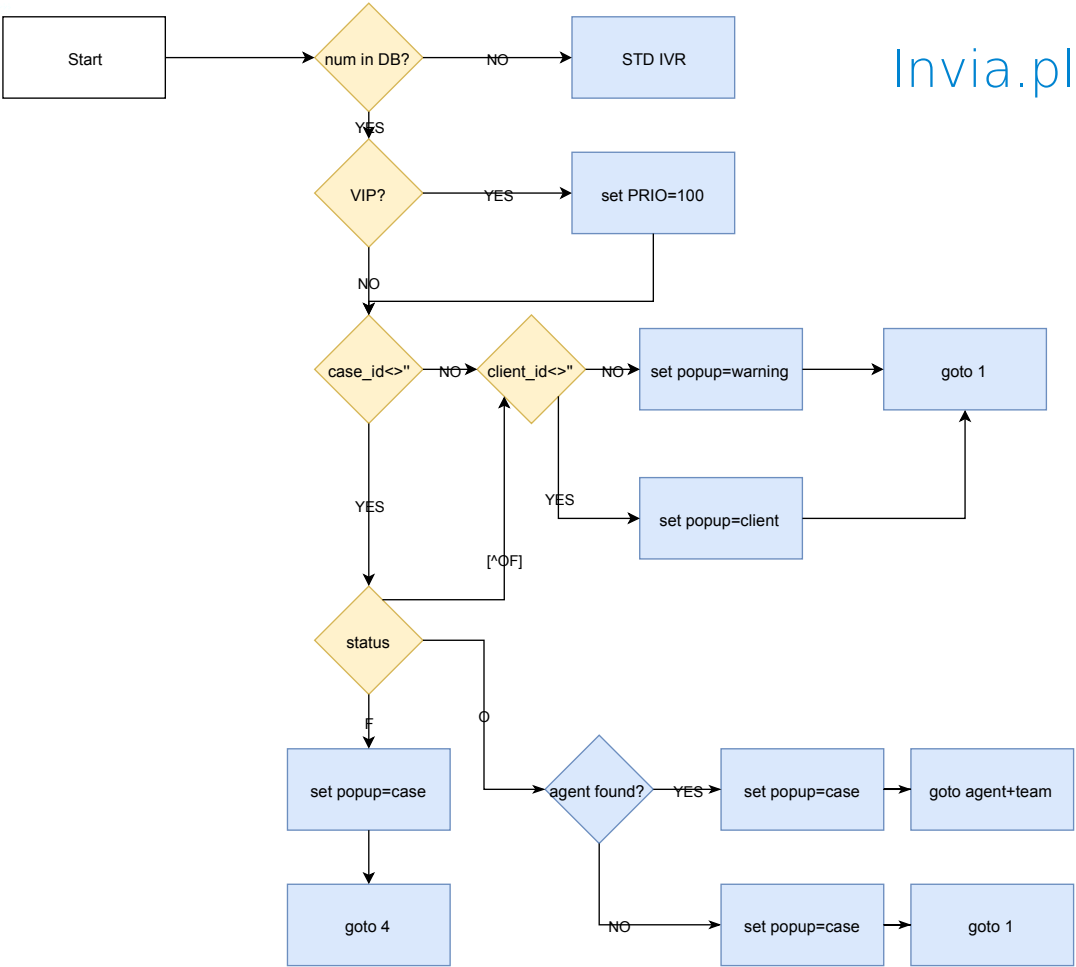 Start
num in DB?
NO
STD IVR
Invia.pl
YES
VIP?
YES
set PRIO=100
NO
case_id<>''
NO
client_id<>''
NO
set popup=warning
goto 1
YES
YES
set popup=client
[^OF]
status
F
O
set popup=case
agent found?
YES
set popup=case
goto agent+team
goto 4
NO
set popup=case
goto 1